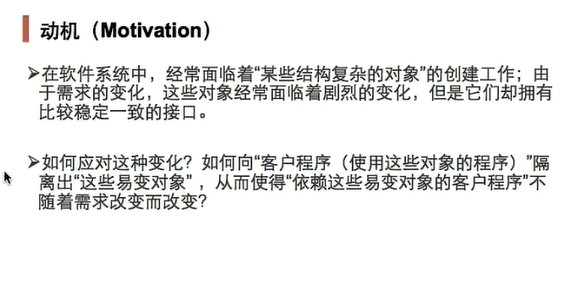 动机（Motivation）
➢在软件系统中，经常面临着“某些结构复杂的对象”的创建工作；由
于需求的变化，这些对象经常面临着剧烈的变化，但是它们却拥有
比较稳定一致的接口。
➢如何应对这种变化？如何向“客户程序（使用这些对象的程序）”隔
离出“这些易变对象”，从而使得“依赖这些易变对象的客户程序”不
随着需求改变而改变？